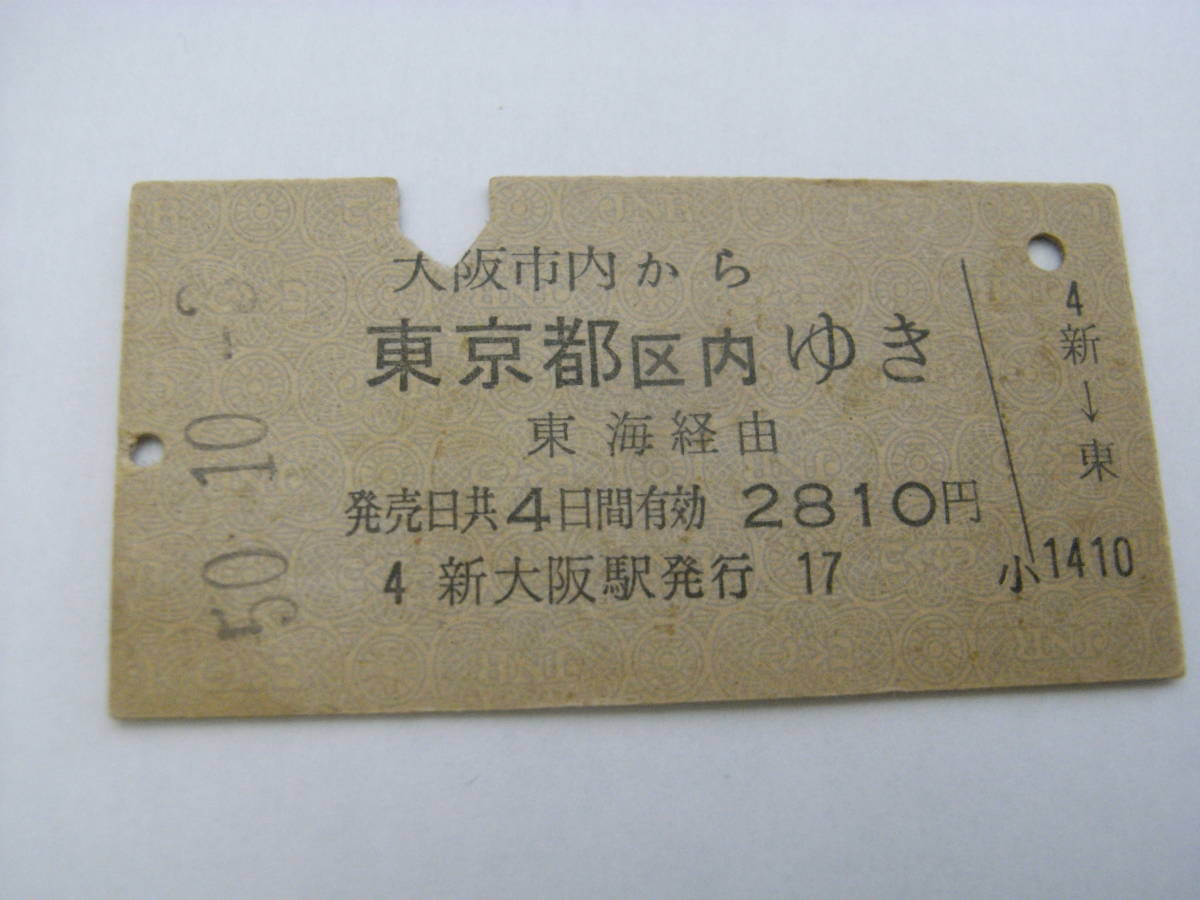 大阪市内から
東京都区内ゆき
東海経由
発売日共4日間有効 2810円
4 新大阪駅発行 17
小1410
4
新→東
50.10.-3
JNR